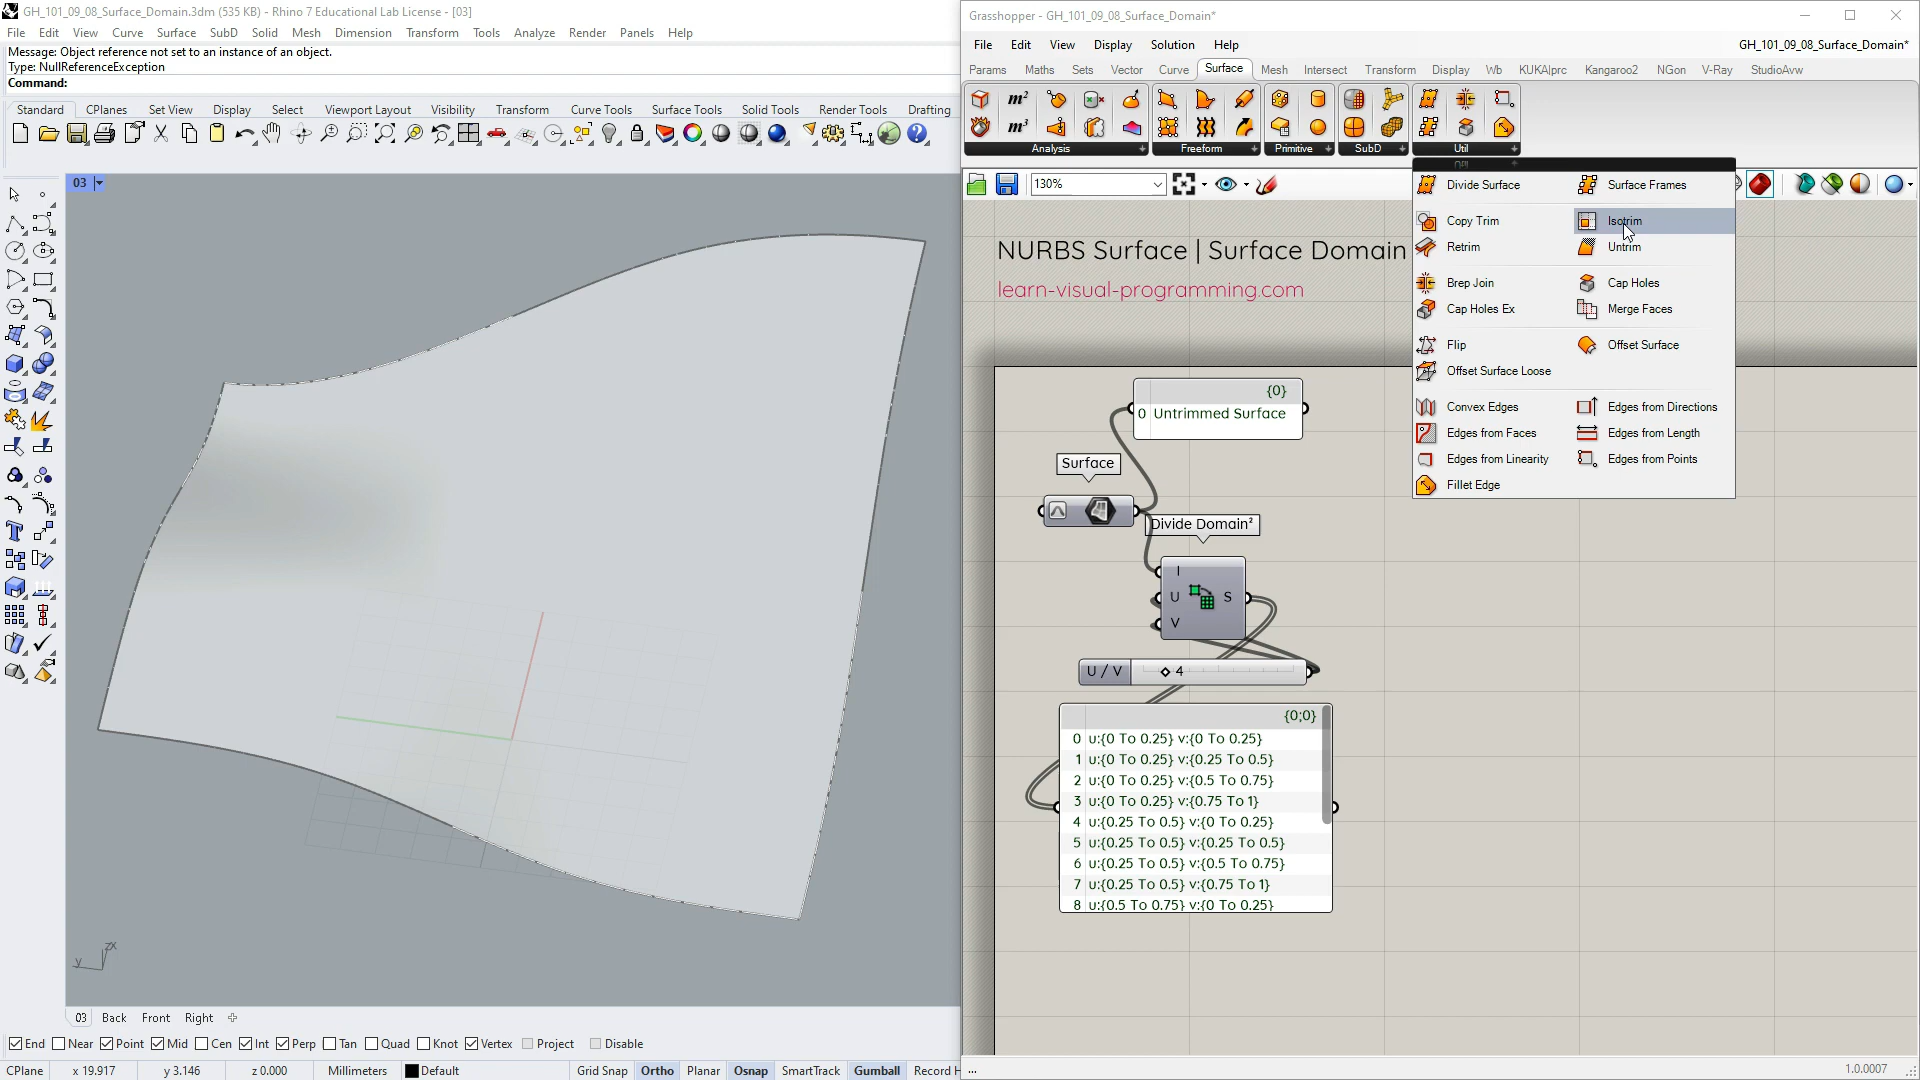 GH_101_09_08_Surface_Domain.3dm (535 KB) - Rhino 7 Educational Lab License - [03]
File Edit View Curve Surface SubD Solid Mesh Dimension Transform Tools Analyze Render Panels Help
Message: Object reference not set to an instance of an object.
Type: NullReferenceException
Command:
Standard CPlanes Set View Display Select Viewport Layout Visibility Transform Curve Tools Surface Tools Solid Tools Render Tools Drafting
03
y zx
03 Back Front Right
End Near Point Mid Cen Int Perp Tan Quad Knot Vertex Project Disable
CPlane x 19.917 y 3.146 z 0.000 Millimeters Default Grid Snap Ortho Planar Osnap SmartTrack Gumball Record H
Grasshopper - GH_101_09_08_Surface_Domain*
File Edit View Display Solution Help
GH_101_09_08_Surface_Domain*
Params Maths Sets Vector Curve Surface Mesh Intersect Transform Display Wb KUKA|prc Kangaroo2 NGon V-Ray StudioAvw
m²
m³
Analysis Freeform Primitive SubD Util
130%
Divide Surface Surface Frames
Copy Trim Isotrim
Retrim Untrim
Brep Join Cap Holes
Cap Holes Ex Merge Faces
Flip Offset Surface
Offset Surface Loose
Convex Edges Edges from Directions
Edges from Faces Edges from Length
Edges from Linearity Edges from Points
Fillet Edge
NURBS Surface | Surface Domain
learn-visual-programming.com
{0}
0 Untrimmed Surface
Surface
Divide Domain²
I
U S
V
U / V 4
{0;0}
0 u:{0 To 0.25} v:{0 To 0.25}
1 u:{0 To 0.25} v:{0.25 To 0.5}
2 u:{0 To 0.25} v:{0.5 To 0.75}
3 u:{0 To 0.25} v:{0.75 To 1}
4 u:{0.25 To 0.5} v:{0 To 0.25}
5 u:{0.25 To 0.5} v:{0.25 To 0.5}
6 u:{0.25 To 0.5} v:{0.5 To 0.75}
7 u:{0.25 To 0.5} v:{0.75 To 1}
8 u:{0.5 To 0.75} v:{0 To 0.25}
... 1.0.0007